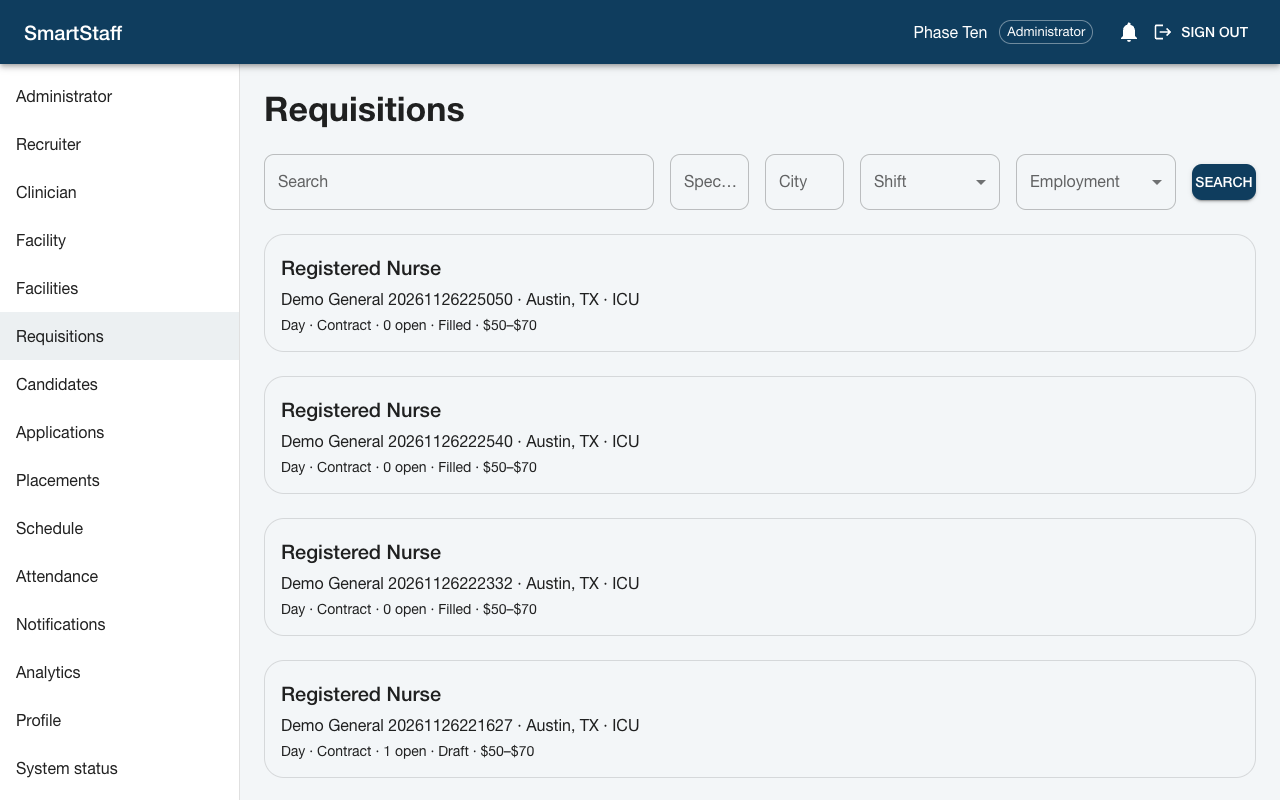 SmartStaff
Phase Ten
Administrator
SIGN OUT
Administrator
Recruiter
Clinician
Facility
Facilities
Requisitions
Candidates
Applications
Placements
Schedule
Attendance
Notifications
Analytics
Profile
System status
Requisitions
Search
Spec…
City
Shift
Employment
SEARCH
Registered Nurse
Demo General 20261126225050 · Austin, TX · ICU
Day · Contract · 0 open · Filled · $50–$70
Registered Nurse
Demo General 20261126222540 · Austin, TX · ICU
Day · Contract · 0 open · Filled · $50–$70
Registered Nurse
Demo General 20261126222332 · Austin, TX · ICU
Day · Contract · 0 open · Filled · $50–$70
Registered Nurse
Demo General 20261126221627 · Austin, TX · ICU
Day · Contract · 1 open · Draft · $50–$70